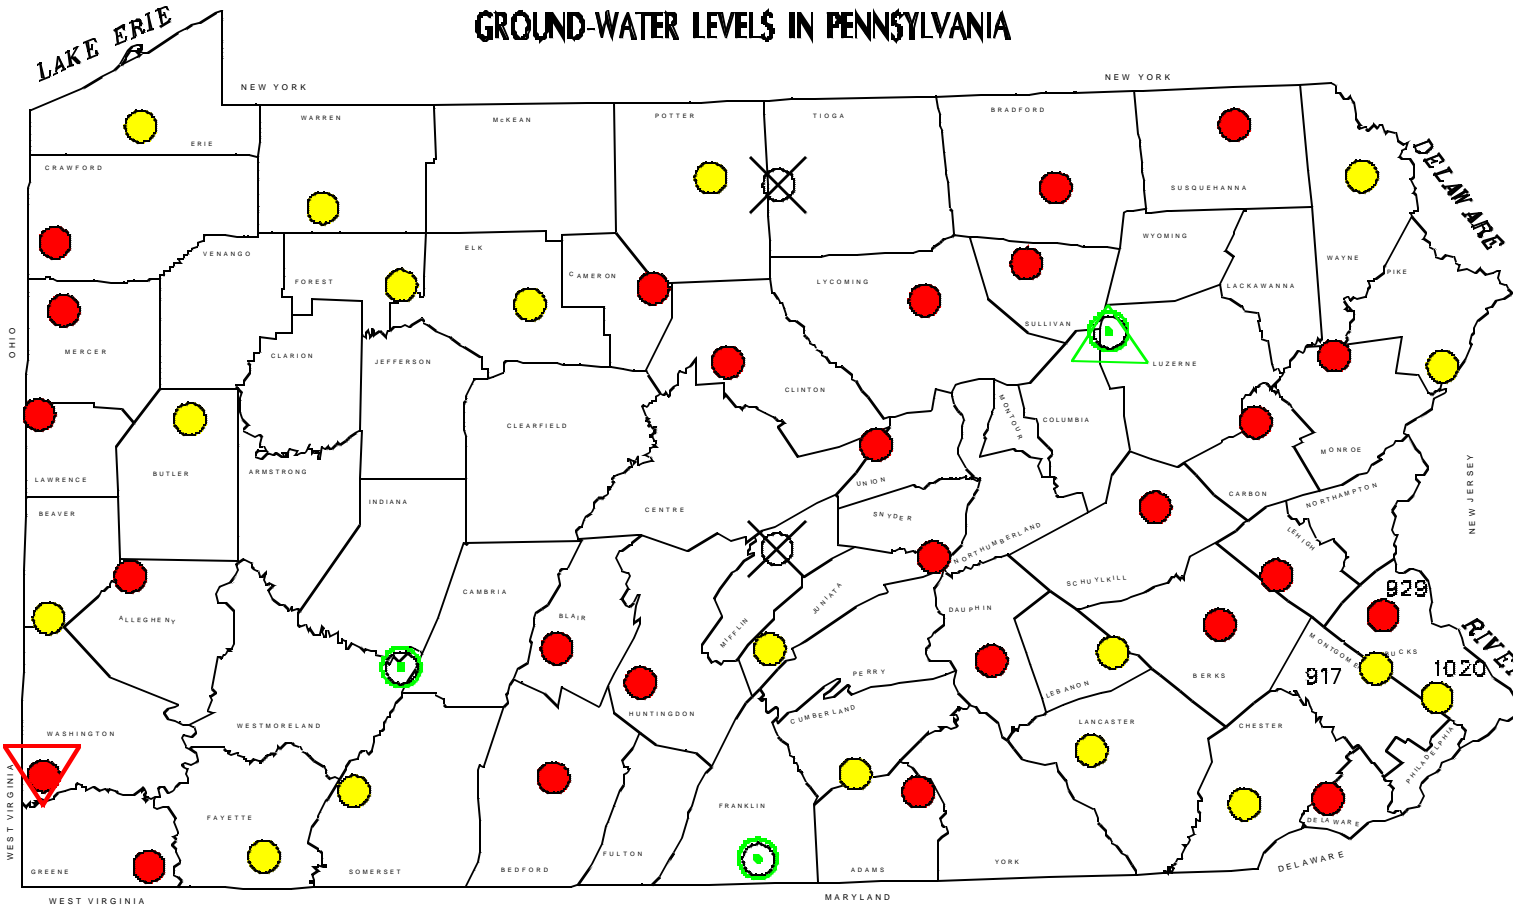 GROUND-WATER LEVELS IN PENNSYLVANIA
LAKE ERIE
NEW YORK
NEW YORK
WARREN
McKEAN
POTTER
TIOGA
BRADFORD
ERIE
CRAWFORD
SUSQUEHANNA
DELAWARE
WYOMING
VENANGO
ELK
FOREST
CAMERON
LYCOMING
WAYNE
PIKE
LACKAWANNA
SULLIVAN
OHIO
MERCER
CLARION
JEFFERSON
LUZERNE
CLINTON
MONTOUR
COLUMBIA
CLEARFIELD
MONROE
LAWRENCE
BUTLER
ARMSTRONG
UNION
CARBON
NORTHAMPTON
NEW JERSEY
BEAVER
INDIANA
CENTRE
SNYDER
NORTHUMBERLAND
LEHIGH
SCHUYLKILL
929
ALLEGHENY
CAMBRIA
BLAIR
MIFFLIN
JUNIATA
DAUPHIN
RIVER
MONTGOME
BUCKS
1020
917
PERRY
LEBANON
BERKS
WESTMORELAND
HUNTINGDON
CUMBERLAND
LANCASTER
CHESTER
WASHINGTON
PHILADELPHIA
WEST VIRGINIA
FAYETTE
FRANKLIN
DELAWARE
GREENE
SOMERSET
BEDFORD
FULTON
ADAMS
YORK
DELAWARE
WEST VIRGINIA
MARYLAND